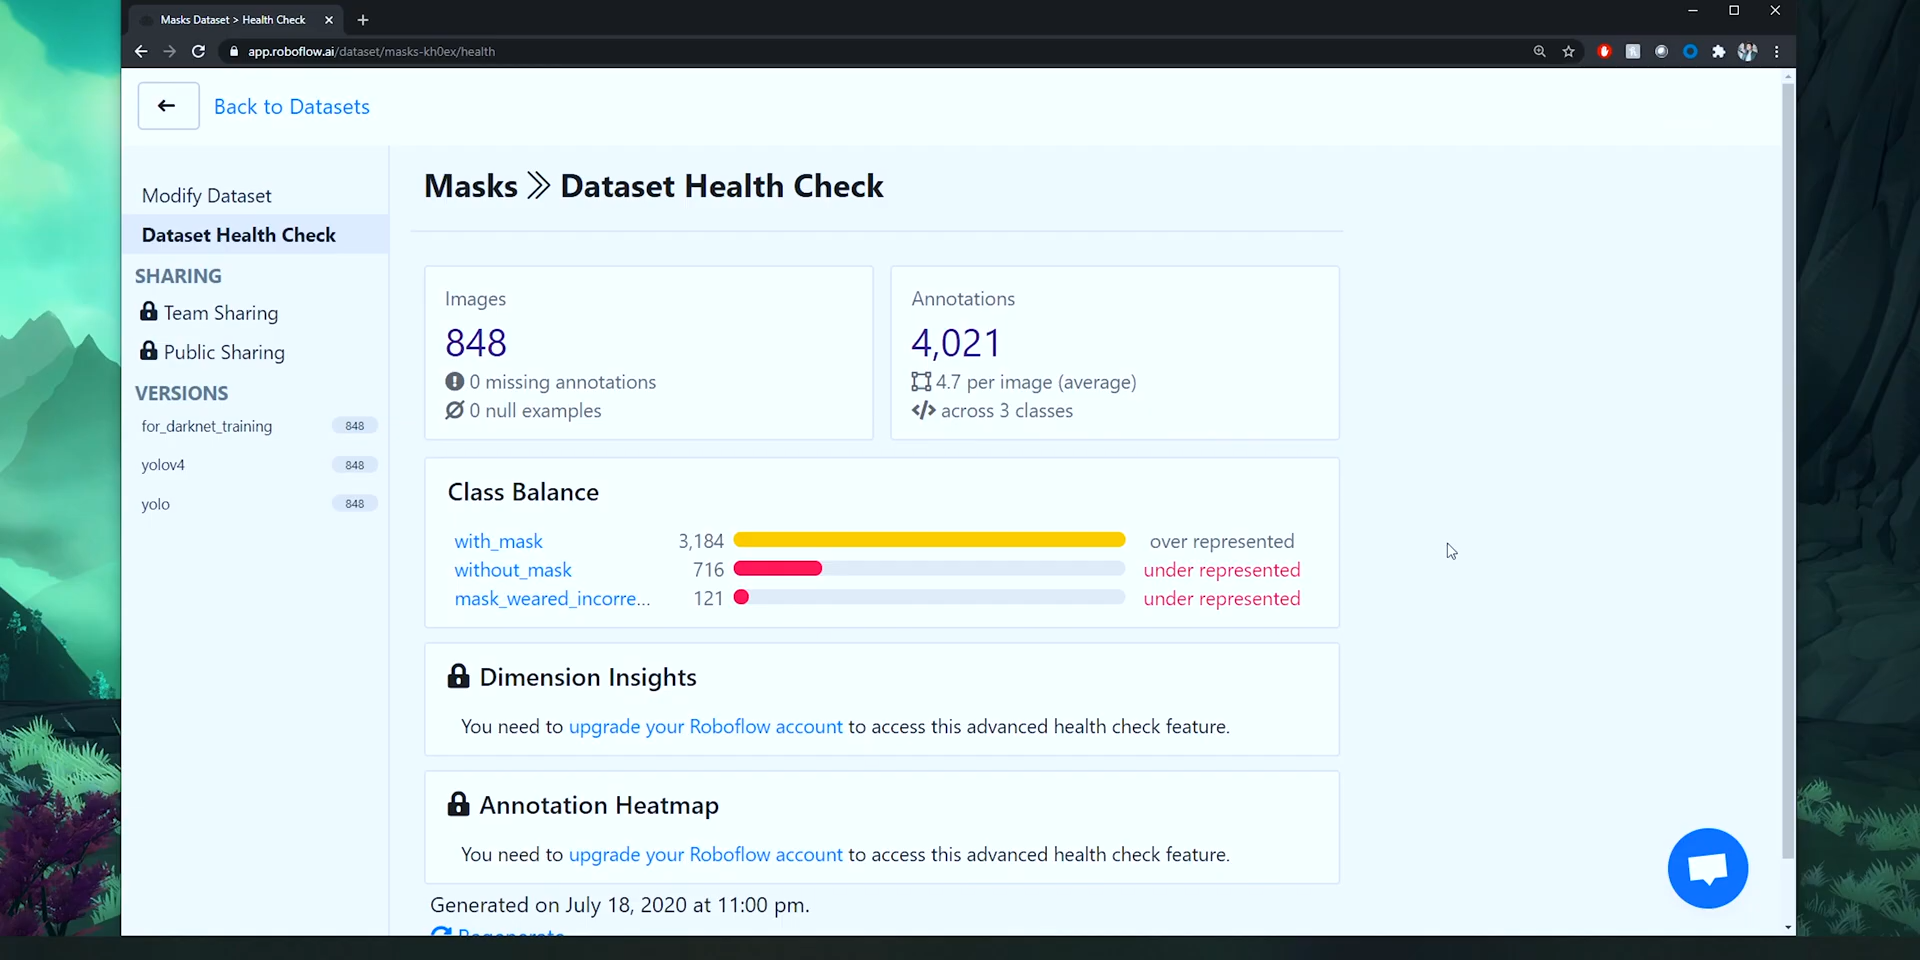 Masks Dataset > Health Check
app.roboflow.ai/dataset/masks-kh0ex/health
Back to Datasets
Modify Dataset
Dataset Health Check
SHARING
Team Sharing
Public Sharing
VERSIONS
for_darknet_training 848
yolov4 848
yolo 848
Masks >> Dataset Health Check
Images
848
0 missing annotations
0 null examples
Annotations
4,021
4.7 per image (average)
across 3 classes
Class Balance
with_mask 3,184 over represented
without_mask 716 under represented
mask_weared_incorre... 121 under represented
Dimension Insights
You need to upgrade your Roboflow account to access this advanced health check feature.
Annotation Heatmap
You need to upgrade your Roboflow account to access this advanced health check feature.
Generated on July 18, 2020 at 11:00 pm.
Regenerate